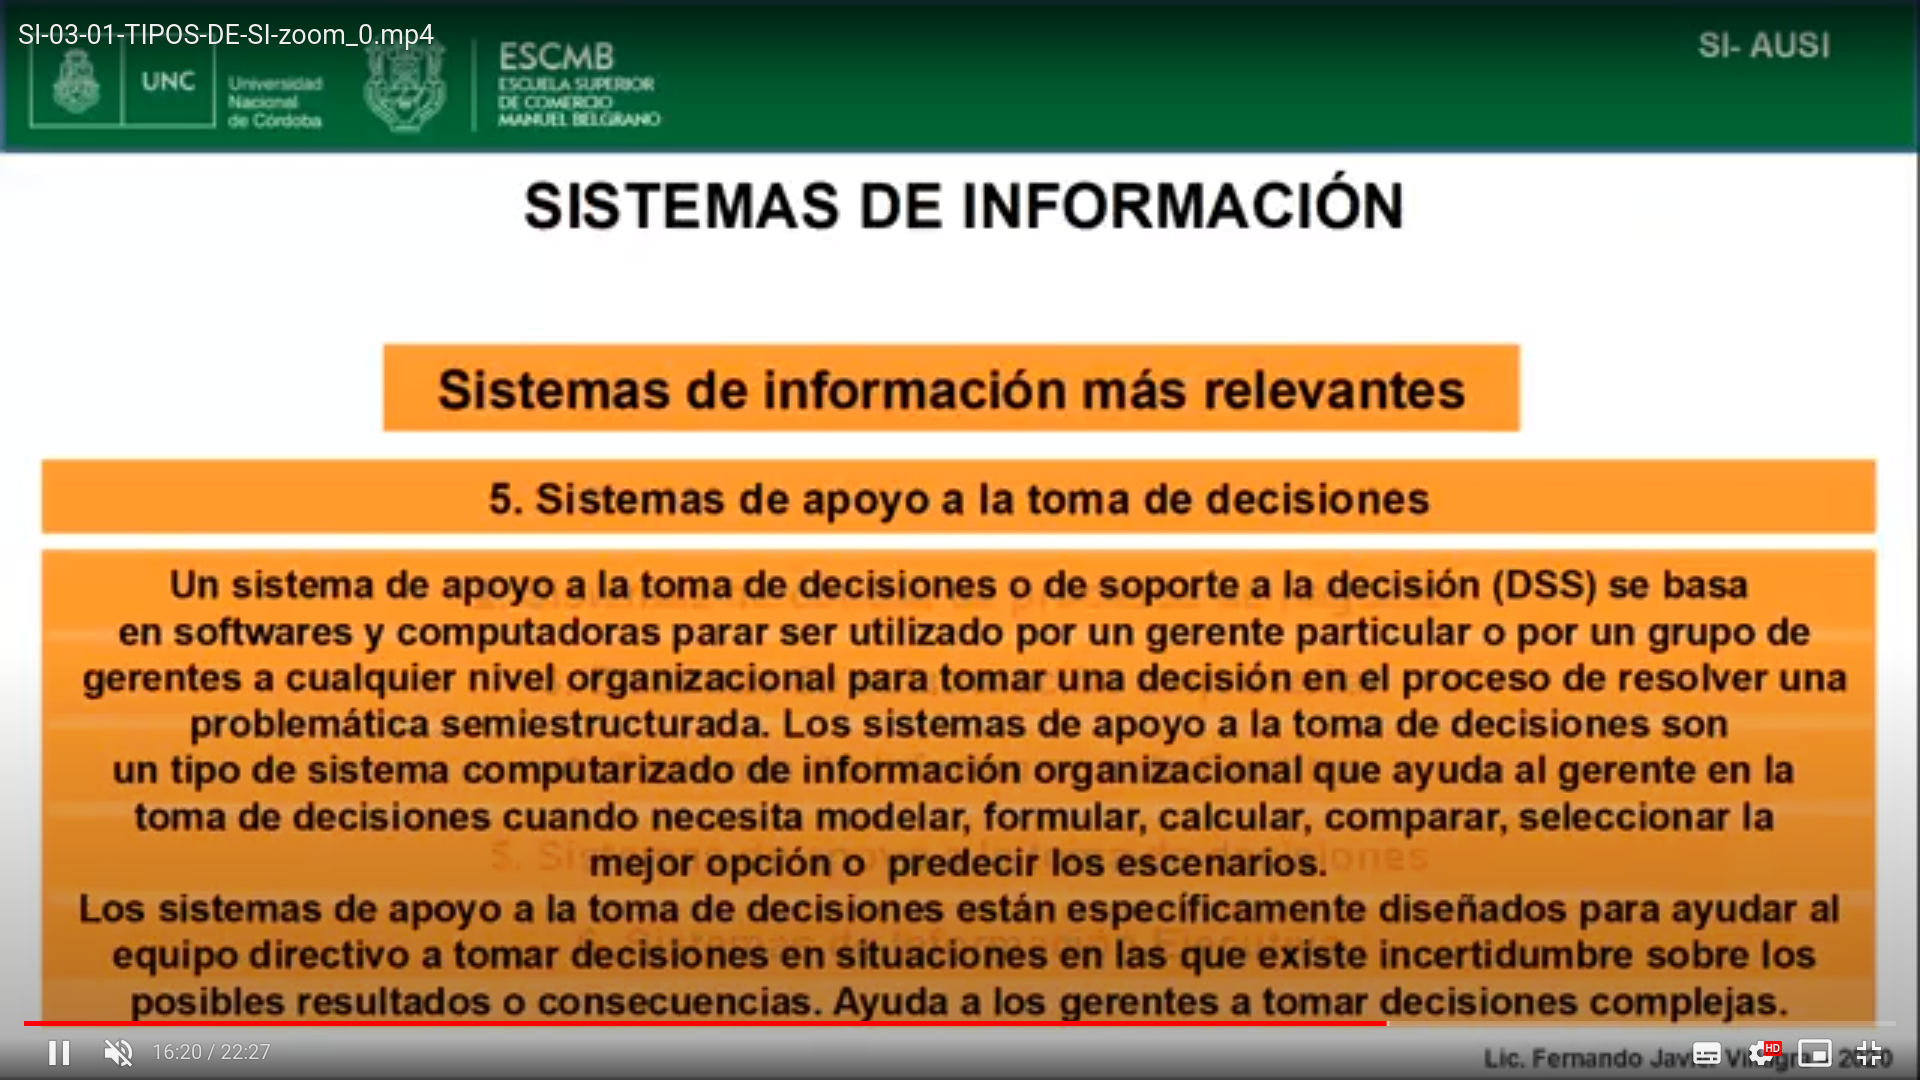 SI-03-01-TIPOS-DE-SI-zoom_0.mp4
SI- AUSI
UNC
Universidad
Nacional
de Córdoba
ESCMB
ESCUELA SUPERIOR
DE COMERCIO
MANUEL BELGRANO
SISTEMAS DE INFORMACIÓN
Sistemas de información más relevantes
5. Sistemas de apoyo a la toma de decisiones
Un sistema de apoyo a la toma de decisiones o de soporte a la decisión (DSS) se basa
en softwares y computadoras parar ser utilizado por un gerente particular o por un grupo de
gerentes a cualquier nivel organizacional para tomar una decisión en el proceso de resolver una
problemática semiestructurada. Los sistemas de apoyo a la toma de decisiones son
un tipo de sistema computarizado de información organizacional que ayuda al gerente en la
toma de decisiones cuando necesita modelar, formular, calcular, comparar, seleccionar la
mejor opción o predecir los escenarios.
Los sistemas de apoyo a la toma de decisiones están específicamente diseñados para ayudar al
equipo directivo a tomar decisiones en situaciones en las que existe incertidumbre sobre los
posibles resultados o consecuencias. Ayuda a los gerentes a tomar decisiones complejas.
16:20 / 22:27
HD
Lic. Fernando Javier